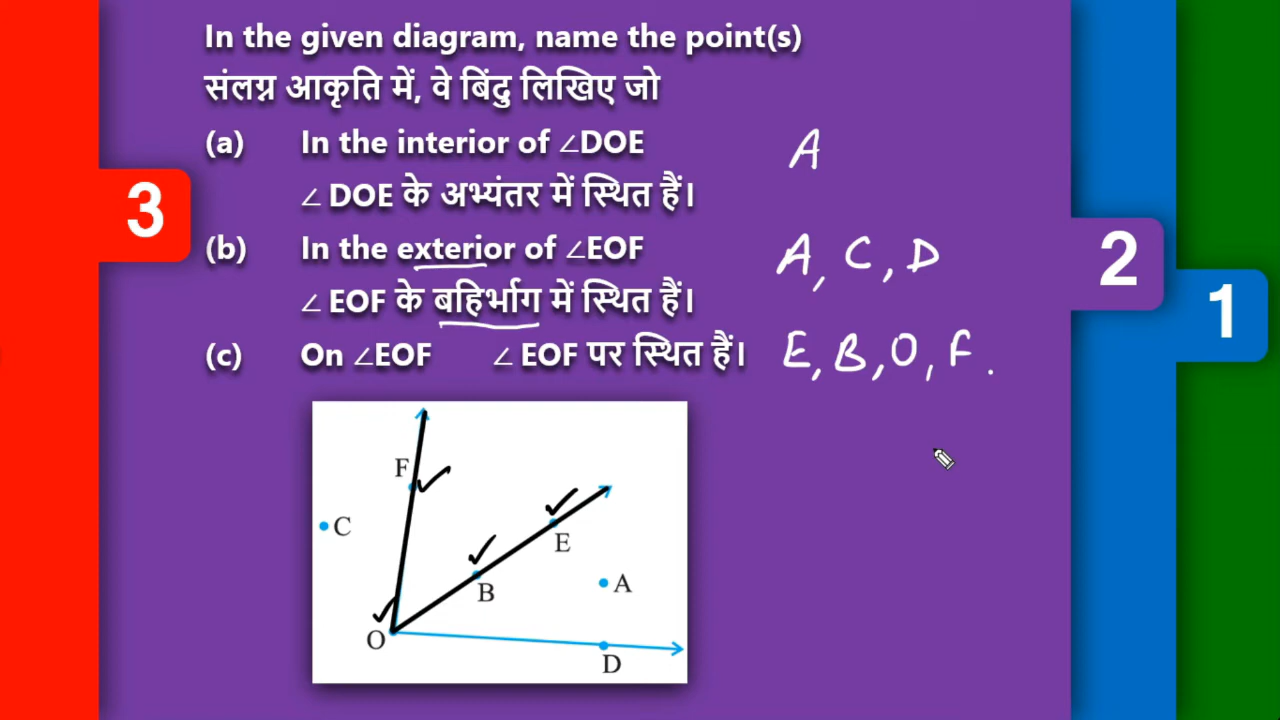 In the given diagram, name the point(s)
संलग्न आकृति में, वे बिंदु लिखिए जो
(a) In the interior of ∠DOE A
∠ DOE के अभ्यंतर में स्थित हैं।
(b) In the exterior of ∠EOF A, C, D
∠ EOF के बहिर्भाग में स्थित हैं।
(c) On ∠EOF ∠ EOF पर स्थित हैं। E, B, O, F.
3
2
1
F
C
E
B
A
O
D